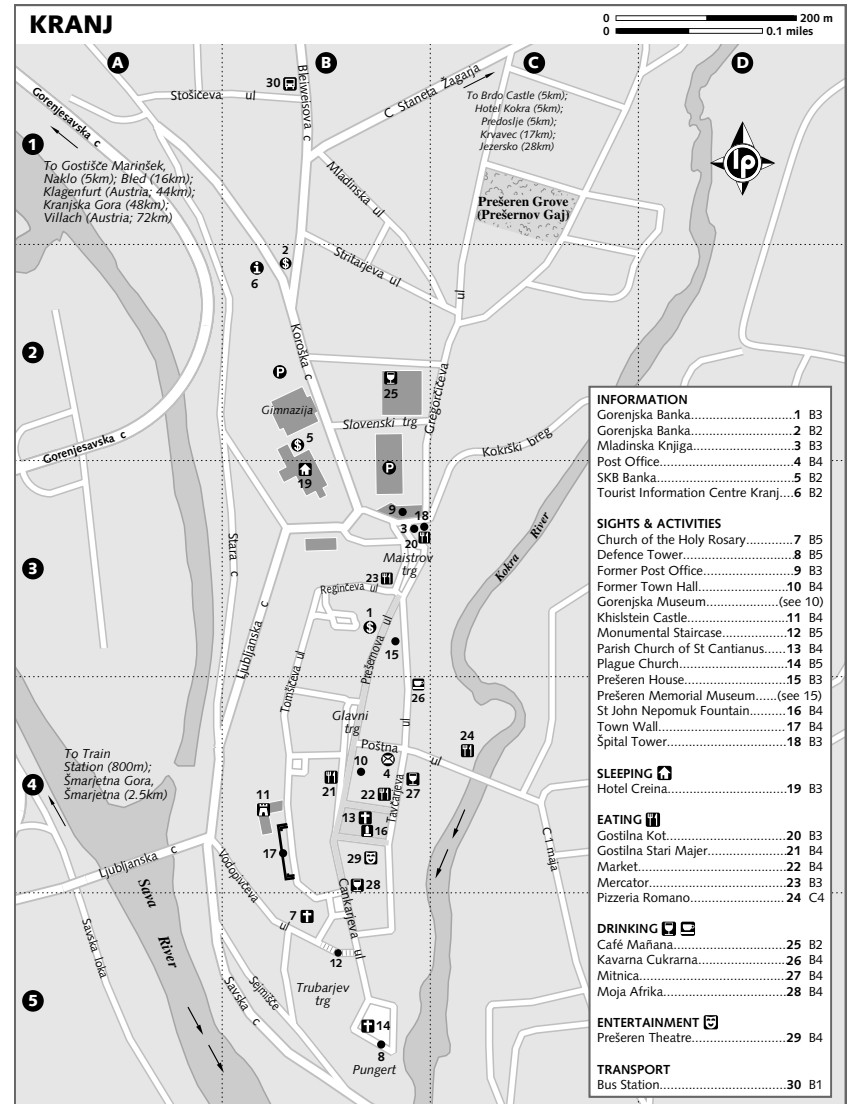 KRANJ
0 200 m
0 0.1 miles
A
B
C
D
30
Bleiweisova c
Stošičeva ul
C Staneta Žagarja
Gorenjesavska c
To Brdo Castle (5km);
Hotel Kokra (5km);
Predoslje (5km);
Krvavec (17km);
Jezersko (28km)
1
To Gostišče Marinšek,
Naklo (5km); Bled (16km);
Klagenfurt (Austria; 44km);
Kranjska Gora (48km);
Villach (Austria; 72km)
Mladinska ul
lp
Prešeren Grove
(Prešernov Gaj)
2
6
Stritarjeva ul
ul
Koroška c
2
P
25
Gimnazija
Slovenski trg
Gregorčičeva
5
Gorenjesavska c
Kokrški breg
19
P
9
18
3
20
Maistrov
trg
Kokra River
Stara c
3
23
Reginčeva ul
1
Ljubljanska c
Prešernova ul
15
Tomšičeva ul
26
Glavni
trg
ul
Poštna ul
24
To Train
Station (800m);
Šmarjetna Gora,
Šmarjetna (2.5km)
10
4
4
21
22
27
11
Tavčarjeva
13
16
17
C 1 maja
29
Ljubljanska c
Vodopivčeva ul
28
Sava River
Cankarjeva ul
7
Savska loka
12
Sejmišče
Savska c
Trubarjev
trg
5
14
8
Pungert
INFORMATION
Gorenjska Banka...1 B3
Gorenjska Banka...2 B2
Mladinska Knjiga...3 B3
Post Office...4 B4
SKB Banka...5 B2
Tourist Information Centre Kranj....6 B2
SIGHTS & ACTIVITIES
Church of the Holy Rosary...7 B5
Defence Tower...8 B5
Former Post Office...9 B3
Former Town Hall...10 B4
Gorenjska Museum...(see 10)
Khislstein Castle...11 B4
Monumental Staircase...12 B5
Parish Church of St Cantianus...13 B4
Plague Church...14 B5
Prešeren House...15 B3
Prešeren Memorial Museum...(see 15)
St John Nepomuk Fountain...16 B4
Town Wall...17 B4
Špital Tower...18 B3
SLEEPING
Hotel Creina...19 B3
EATING
Gostilna Kot...20 B3
Gostilna Stari Majer...21 B4
Market...22 B4
Mercator...23 B3
Pizzeria Romano...24 C4
DRINKING
Café Mañana...25 B2
Kavarna Cukrarna...26 B4
Mitnica...27 B4
Moja Afrika...28 B4
ENTERTAINMENT
Prešeren Theatre...29 B4
TRANSPORT
Bus Station...30 B1